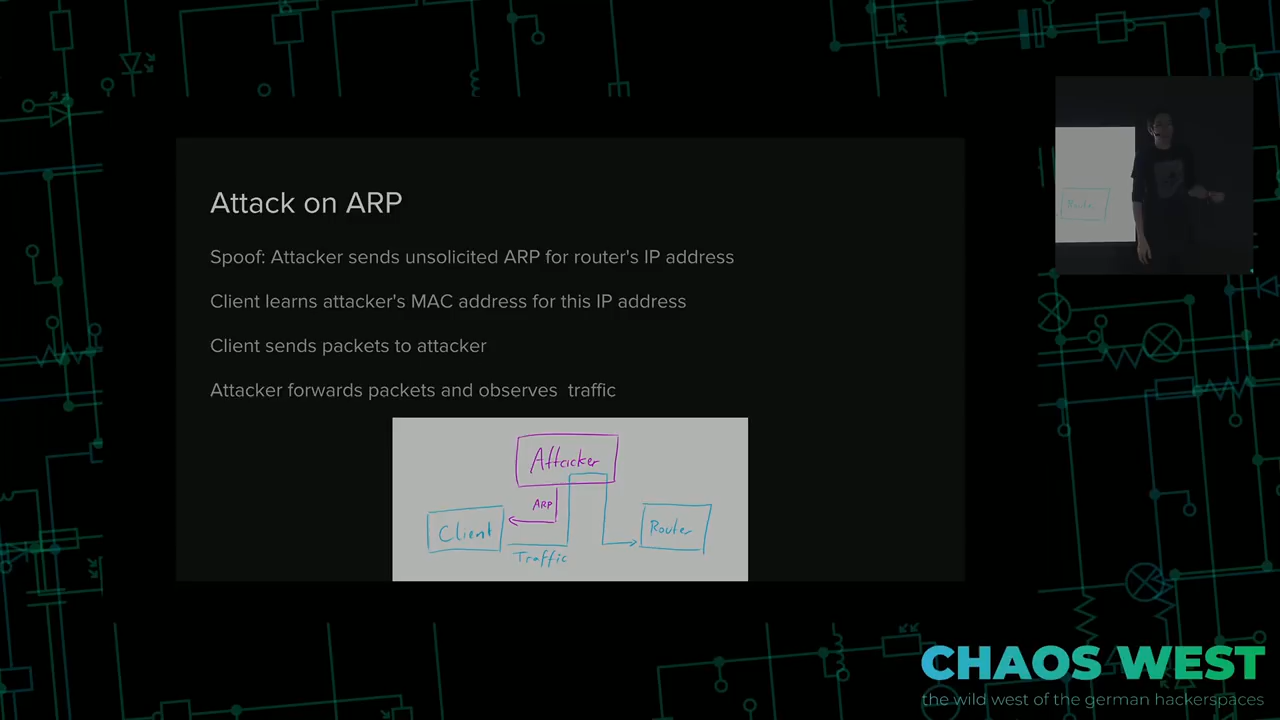 Attack on ARP
Spoof: Attacker sends unsolicited ARP for router's IP address
Client learns attacker's MAC address for this IP address
Client sends packets to attacker
Attacker forwards packets and observes traffic
Attacker
ARP
Client
Router
Traffic
Router
CHAOS WEST
the wild west of the german hackerspaces